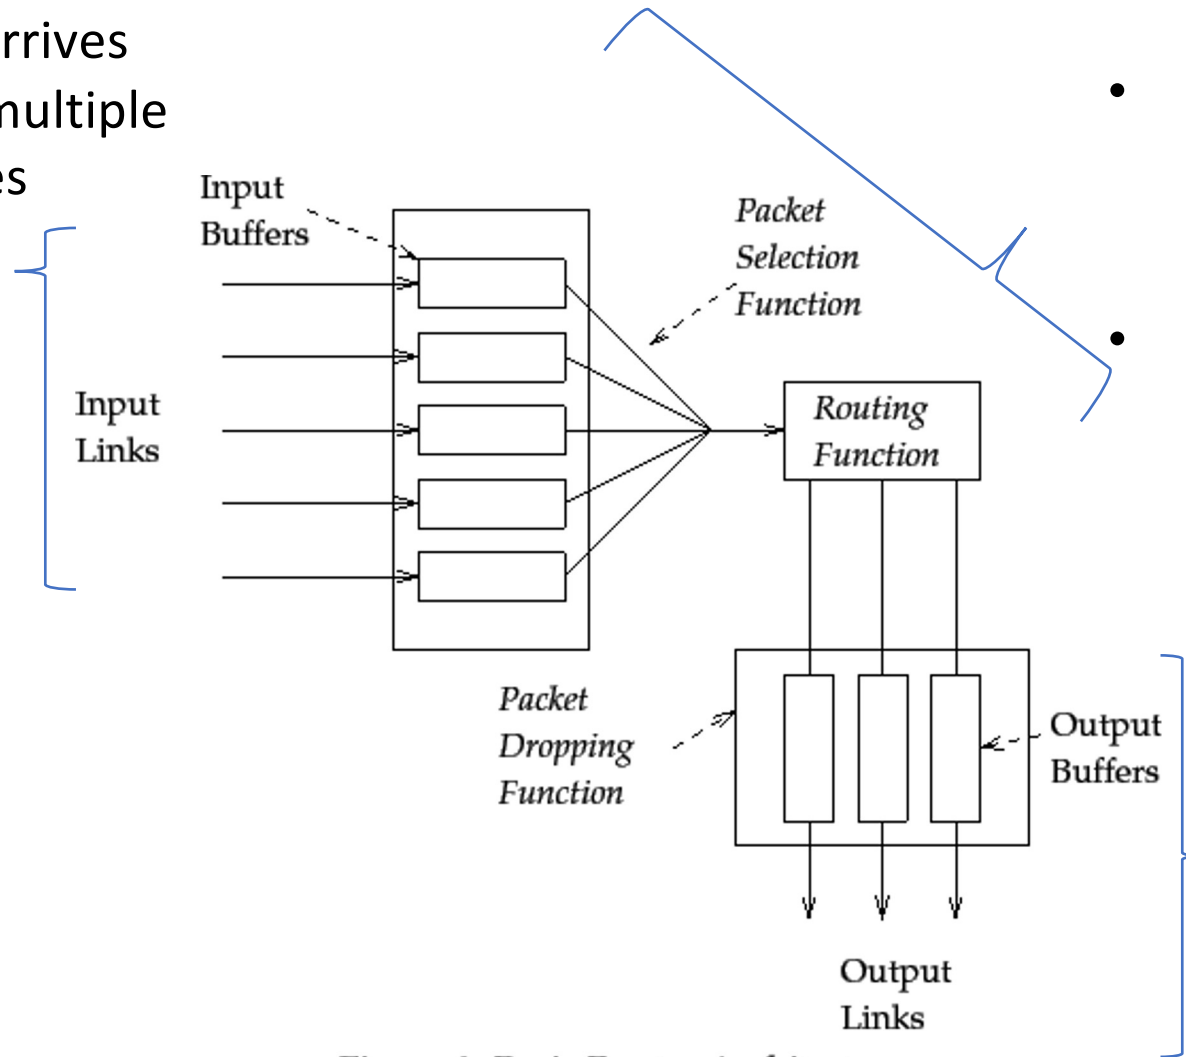 rrives
multiple
es
Input
Buffers
Packet
Selection
Function
Input
Links
Routing
Function
Packet
Dropping
Function
Output
Buffers
Output
Links